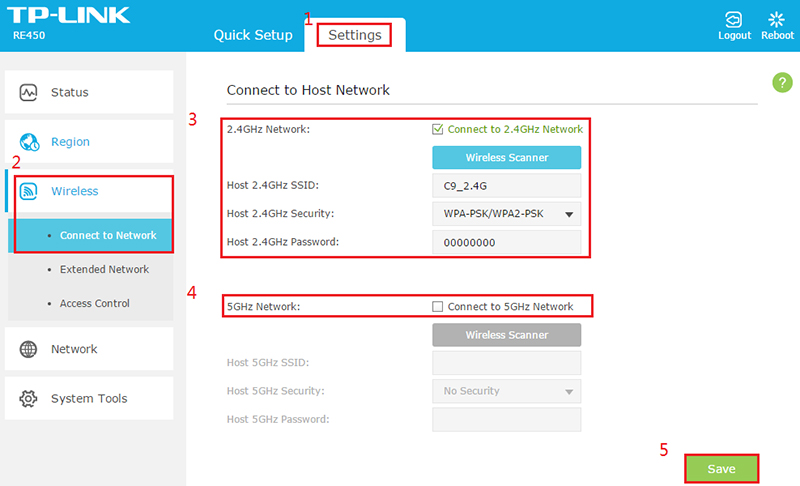 TP-LINK
RE450
1
Quick Setup
Settings
Logout
Reboot
Status
Region
2
Wireless
Connect to Network
Extended Network
Access Control
Network
System Tools
Connect to Host Network
?
3
2.4GHz Network: Connect to 2.4GHz Network
Wireless Scanner
Host 2.4GHz SSID: C9_2.4G
Host 2.4GHz Security: WPA-PSK/WPA2-PSK
Host 2.4GHz Password: 00000000
4
5GHz Network: Connect to 5GHz Network
Wireless Scanner
Host 5GHz SSID:
Host 5GHz Security: No Security
Host 5GHz Password:
5
Save